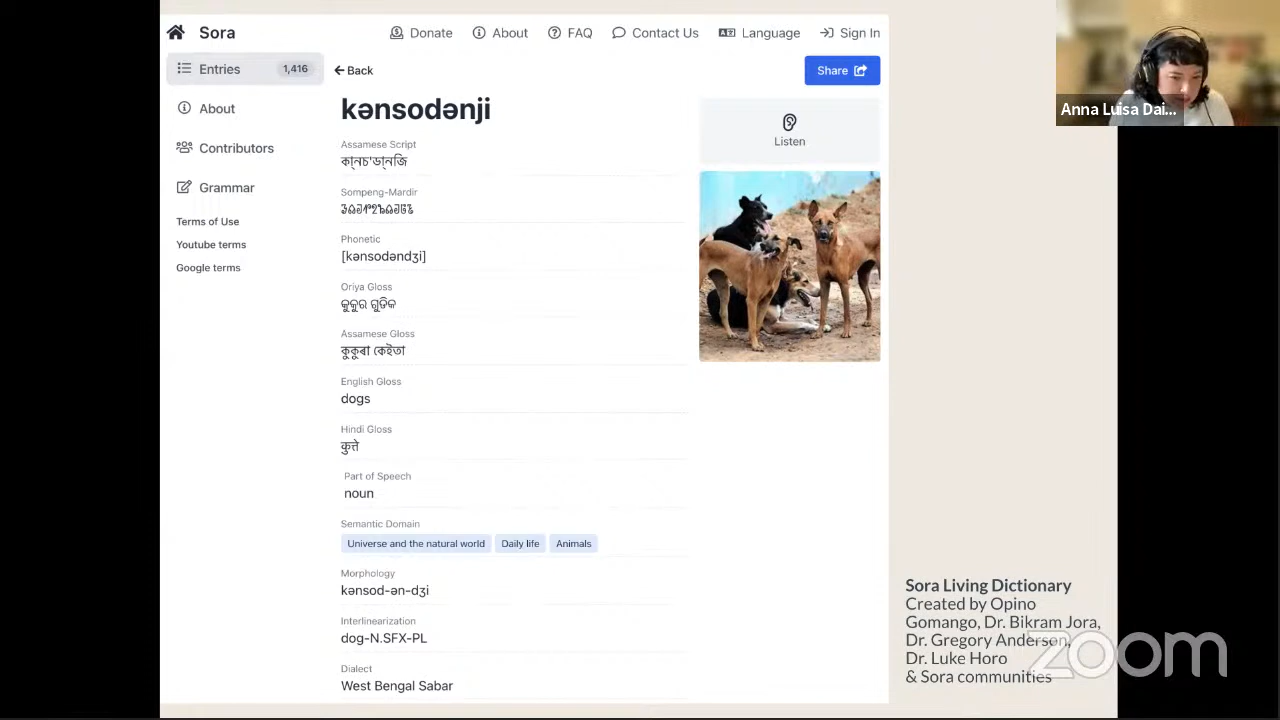 Sora
Donate
About
FAQ
Contact Us
Language
Sign In
Entries 1,416
About
Contributors
Grammar
Terms of Use
Youtube terms
Google terms
Back
Share
kənsodənji
Listen
Assamese Script
Sompeng-Mardir
Phonetic
[kənsodəndʒi]
Oriya Gloss
କୁକୁର ଗୁଡିକ
Assamese Gloss
কুকুৰা কেইতা
English Gloss
dogs
Hindi Gloss
कुत्ते
Part of Speech
noun
Semantic Domain
Universe and the natural world Daily life Animals
Morphology
kənsod-ən-dʒi
Interlinearization
dog-N.SFX-PL
Dialect
West Bengal Sabar
Anna Luisa Dai...
Sora Living Dictionary
Created by Opino
Gomango, Dr. Bikram Jora,
Dr. Gregory Anderson,
Dr. Luke Horo
& Sora communities
zoom